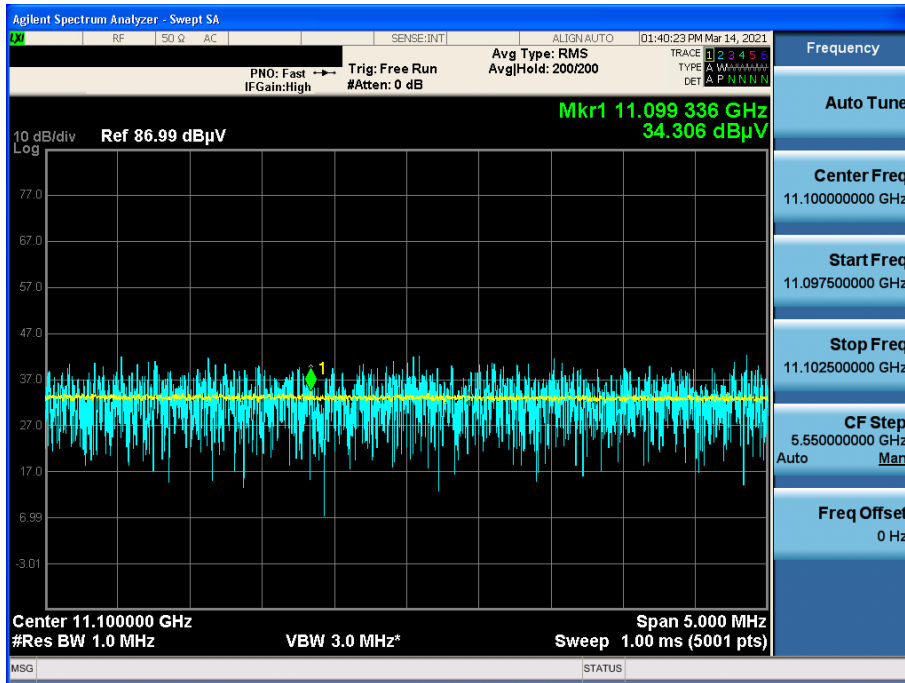 Agilent Spectrum Analyzer - Swept SA
LXI RF 50 Ω AC SENSE:INT ALIGN AUTO 01:40:23 PM Mar 14, 2021
PNO: Fast Trig: Free Run Avg Type: RMS TRACE 1 2 3 4 5 6
IFGain:High #Atten: 0 dB Avg|Hold: 200/200 TYPE A W
DET A P N N N N
Mkr1 11.099 336 GHz
34.306 dBµV
10 dB/div Ref 86.99 dBµV
Log
77.0
67.0
57.0
47.0
37.0
1
27.0
17.0
6.99
-3.01
Center 11.100000 GHz Span 5.000 MHz
#Res BW 1.0 MHz VBW 3.0 MHz* Sweep 1.00 ms (5001 pts)
MSG STATUS
Frequency
Auto Tune
Center Freq
11.100000000 GHz
Start Freq
11.097500000 GHz
Stop Freq
11.102500000 GHz
CF Step
5.550000000 GHz
Auto Man
Freq Offset
0 Hz